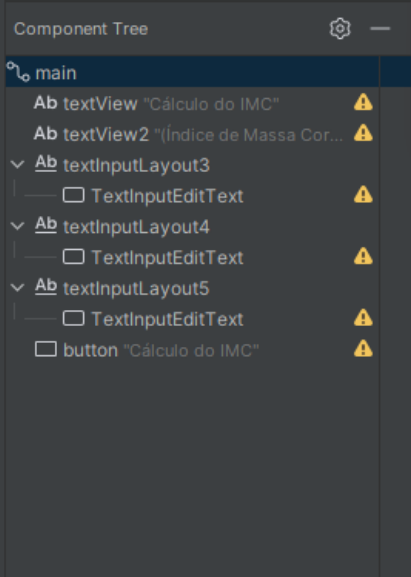 Component Tree
main
Ab textView "Cálculo do IMC"
Ab textView2 "(Índice de Massa Cor...
Ab textInputLayout3
TextInputEditText
Ab textInputLayout4
TextInputEditText
Ab textInputLayout5
TextInputEditText
button "Cálculo do IMC"